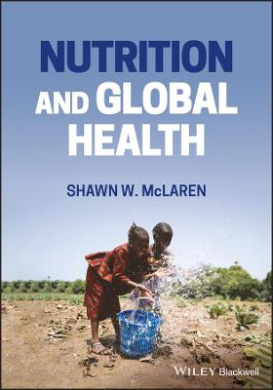 NUTRITION
AND GLOBAL
HEALTH
SHAWN W. McLAREN
WILEY Blackwell